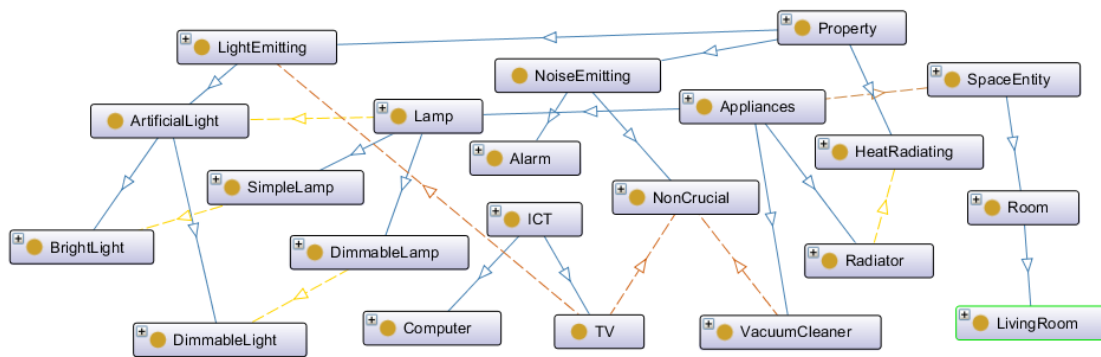 Property
LightEmitting
NoiseEmitting
SpaceEntity
Appliances
ArtificialLight
Lamp
Alarm
HeatRadiating
SimpleLamp
NonCrucial
Room
ICT
BrightLight
DimmableLamp
Radiator
Computer
TV
VacuumCleaner
LivingRoom
DimmableLight